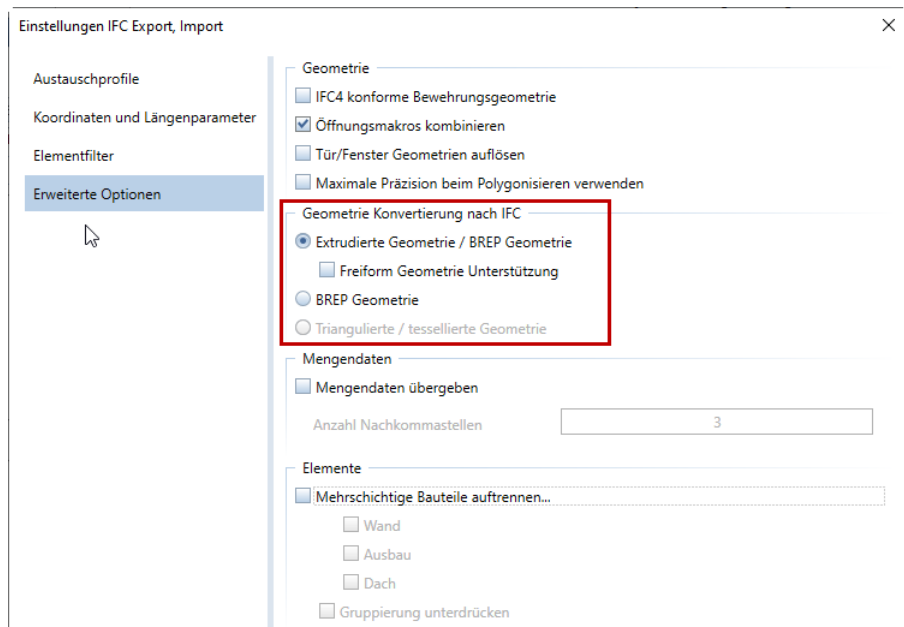 Einstellungen IFC Export, Import
Austauschprofile
Koordinaten und Längenparameter
Elementfilter
Erweiterte Optionen
Geometrie
IFC4 konforme Bewehrungsgeometrie
Öffnungsmakros kombinieren
Tür/Fenster Geometrien auflösen
Maximale Präzision beim Polygonisieren verwenden
Geometrie Konvertierung nach IFC
Extrudierte Geometrie / BREP Geometrie
Freiform Geometrie Unterstützung
BREP Geometrie
Triangulierte / tessellierte Geometrie
Mengendaten
Mengendaten übergeben
Anzahl Nachkommastellen 3
Elemente
Mehrschichtige Bauteile auftrennen...
Wand
Ausbau
Dach
Gruppierung unterdrücken